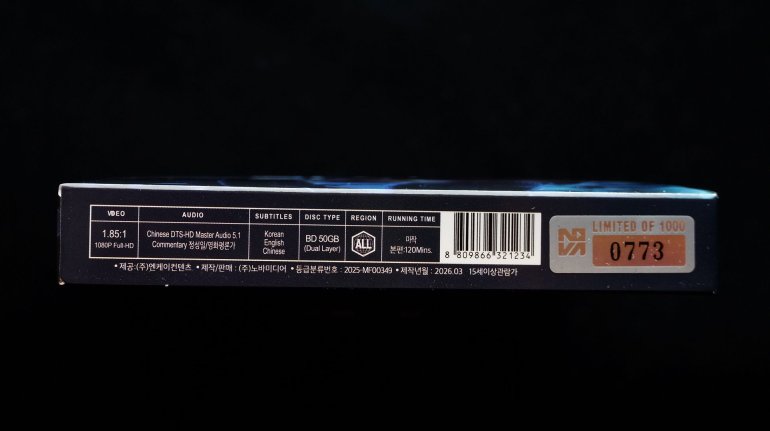 VIDEO
1.85:1
1080P Full-HD
AUDIO
Chinese DTS-HD Master Audio 5.1
Commentary 정성일/영화평론가
SUBTITLES
Korean
English
Chinese
DISC TYPE
BD 50GB
(Dual Layer)
REGION
ALL
RUNNING TIME
본편:120Mins.
8 809866 321234
NOVA
LIMITED OF 1000
0773
• 제공:(주)엔케이컨텐츠 • 제작/판매 : (주)노바미디어 • 등급분류번호 : 2025-MF00349 • 제작년월 : 2026.03 15세이상관람가